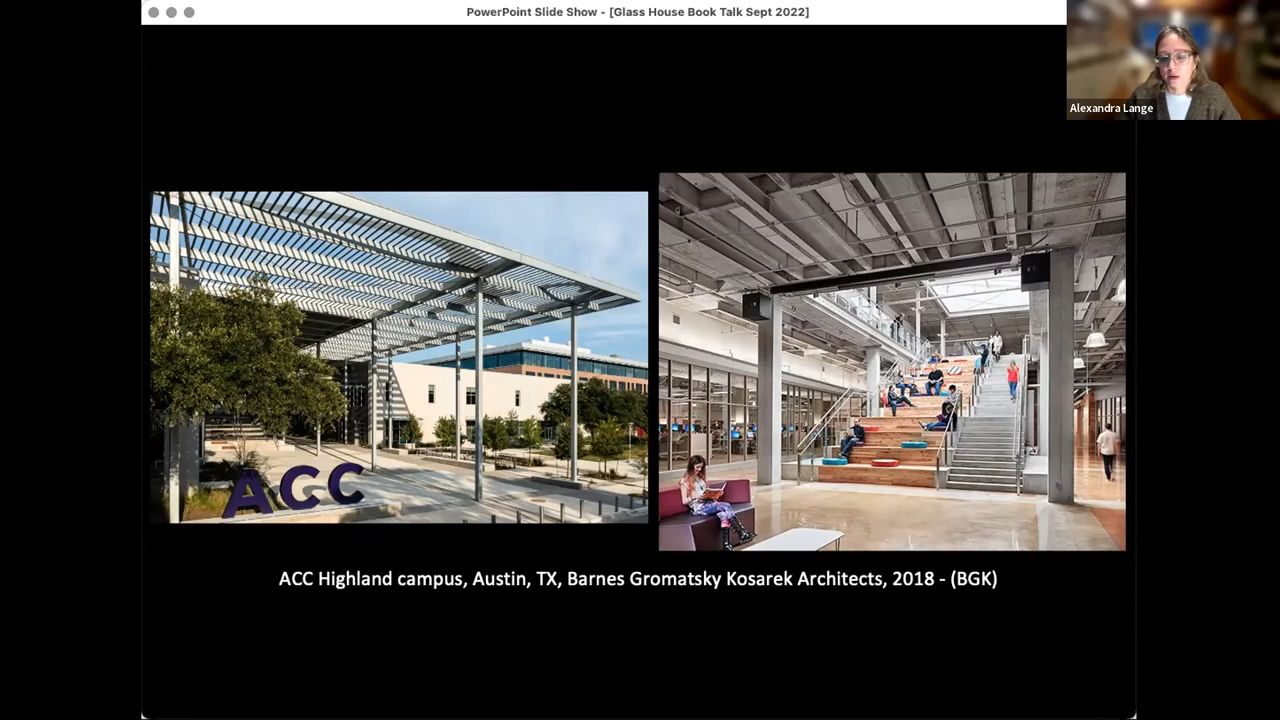 PowerPoint Slide Show - [Glass House Book Talk Sept 2022]
Alexandra Lange
ACC
ACC Highland campus, Austin, TX, Barnes Gromatsky Kosarek Architects, 2018 - (BGK)